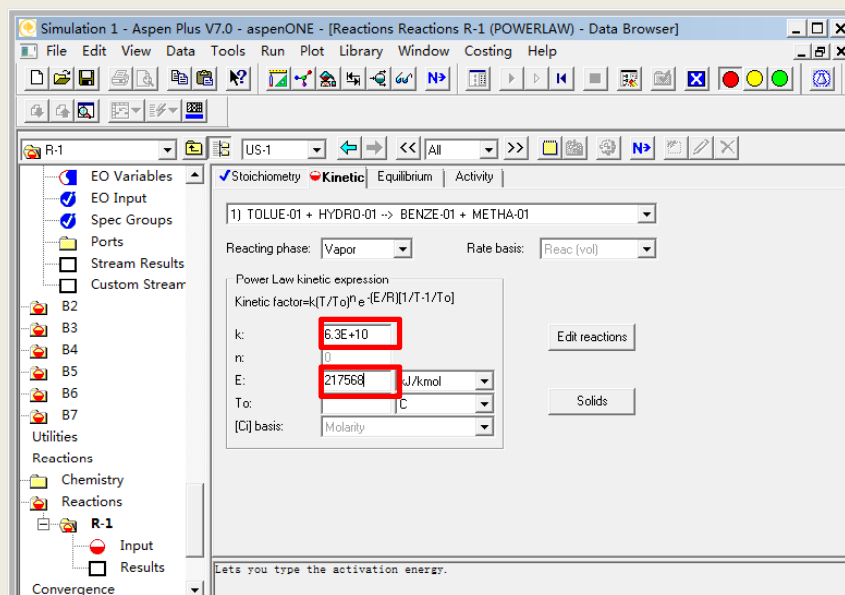 Simulation 1 - Aspen Plus V7.0 - aspenONE - [Reactions Reactions R-1 (POWERLAW) - Data Browser]
File Edit View Data Tools Run Plot Library Window Costing Help
N>
R-1 US-1 << All >> N>
EO Variables
EO Input
Spec Groups
Ports
Stream Results
Custom Stream
B2
B3
B4
B5
B6
B7
Utilities
Reactions
Chemistry
Reactions
R-1
Input
Results
Convergence
Stoichiometry Kinetic Equilibrium Activity
1) TOLUE-01 + HYDRO-01 --> BENZE-01 + METHA-01
Reacting phase: Vapor Rate basis: Reac (vol)
Power Law kinetic expression
Kinetic factor=k(T/To)n e -(E/R)[1/T-1/To]
k: 6.3E+10
n: 0
E: 217568 kJ/kmol
To: C
[Ci] basis: Molarity
Edit reactions
Solids
Lets you type the activation energy.